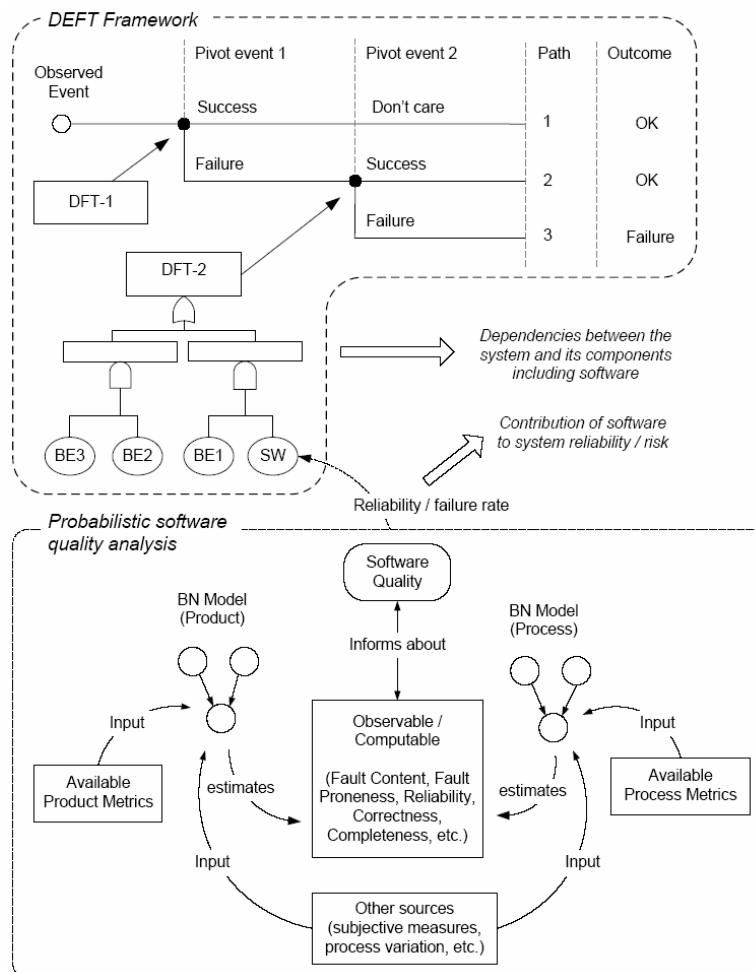 DEFT Framework
Observed
Event
Pivot event 1
Pivot event 2
Path
Outcome
Success
Don't care
1
OK
Failure
Success
2
OK
Failure
3
Failure
DFT-1
DFT-2
BE3
BE2
BE1
SW
Dependencies between the
system and its components
including software
Contribution of software
to system reliability / risk
Reliability / failure rate
Probabilistic software
quality analysis
Software
Quality
BN Model
(Product)
BN Model
(Process)
Informs about
Input
Observable /
Computable
(Fault Content, Fault
Proneness, Reliability,
Correctness,
Completeness, etc.)
Input
Available
Product Metrics
estimates
estimates
Available
Process Metrics
Input
Input
Other sources
(subjective measures,
process variation, etc.)